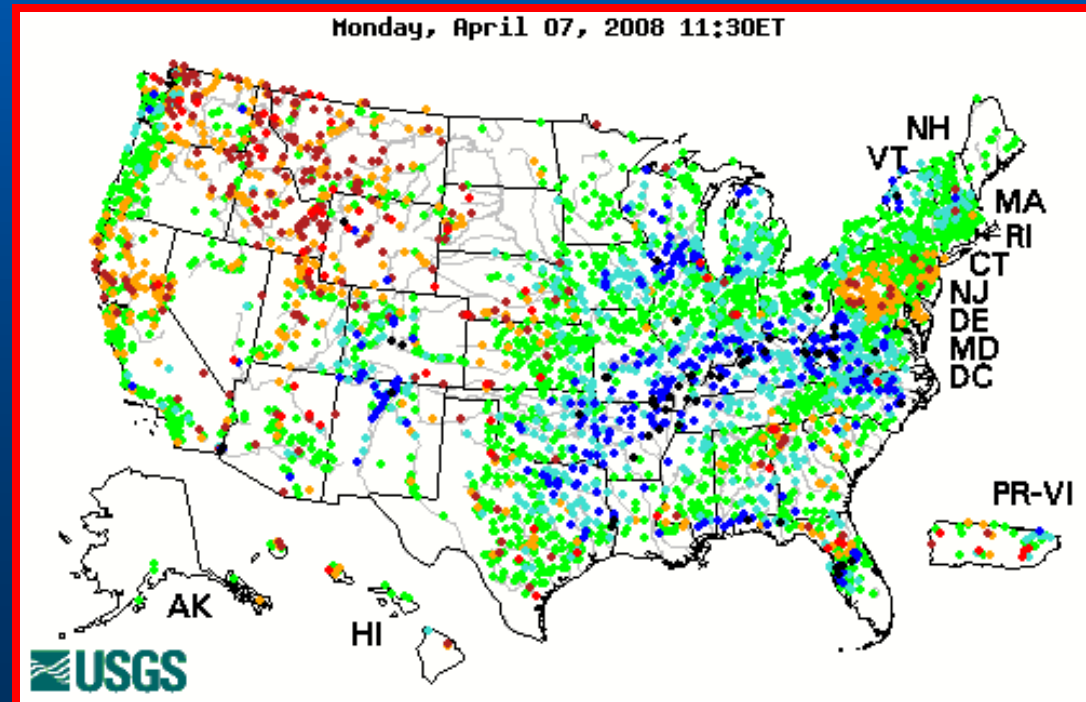 Monday, April 07, 2008 11:30ET
NH
VT
MA
RI
CT
NJ
DE
MD
DC
PR-VI
AK
HI
USGS